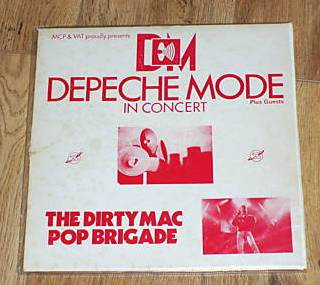 MCP & VAT proudly presents
DM
DEPECHE MODE
IN CONCERT
Plus Guests
THE DIRTY MAC
POP BRIGADE